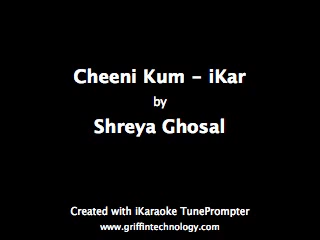 Cheeni Kum - iKar
by
Shreya Ghosal
Created with iKaraoke TunePrompter
www.griffintechnology.com